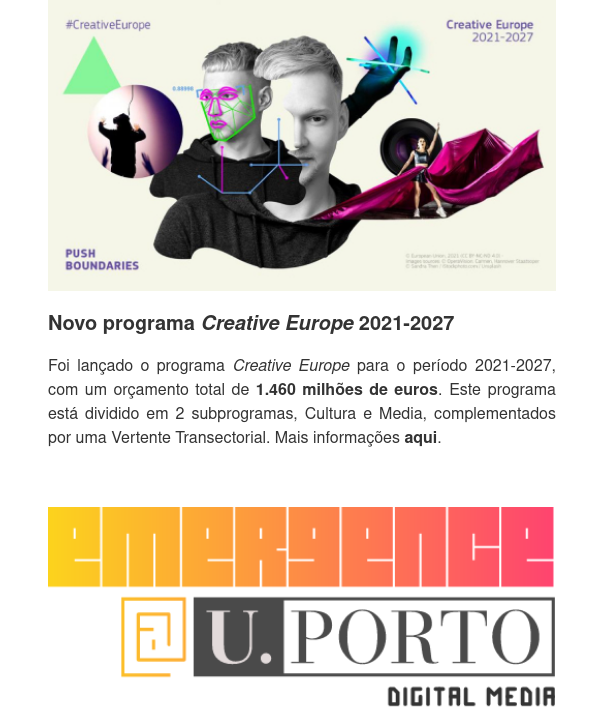 #CreativeEurope
Creative Europe
2021-2027
PUSH
BOUNDARIES
Novo programa Creative Europe 2021-2027
Foi lançado o programa Creative Europe para o período 2021-2027,
com um orçamento total de 1.460 milhões de euros. Este programa
está dividido em 2 subprogramas, Cultura e Media, complementados
por uma Vertente Transectorial. Mais informações aqui.
emergence
@ U.PORTO
DIGITAL MEDIA